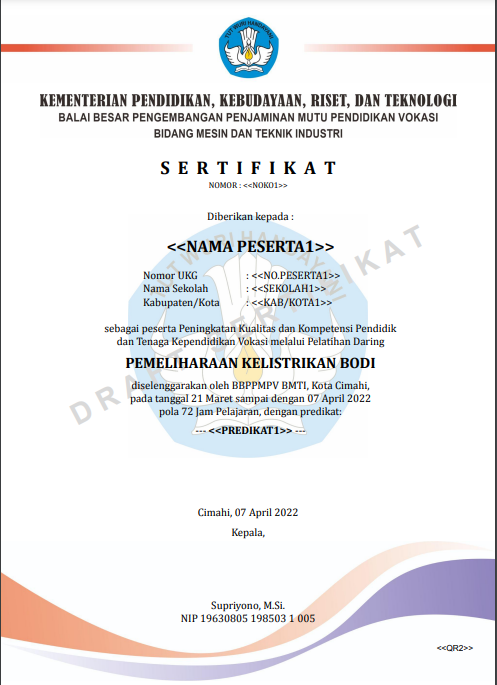 TUT WURI HANDAYANI
KEMENTERIAN PENDIDIKAN, KEBUDAYAAN, RISET, DAN TEKNOLOGI
BALAI BESAR PENGEMBANGAN PENJAMINAN MUTU PENDIDIKAN VOKASI
BIDANG MESIN DAN TEKNIK INDUSTRI
SERTIFIKAT
NOMOR : <<NOKO1>>
Diberikan kepada :
TUT WURI HANDAYANI
<<NAMA PESERTA1>>
Nomor UKG : <<NO.PESERTA1>>
Nama Sekolah : <<SEKOLAH1>>
Kabupaten/Kota : <<KAB/KOTA1>>
sebagai peserta Peningkatan Kualitas dan Kompetensi Pendidik
dan Tenaga Kependidikan Vokasi melalui Pelatihan Daring
PEMELIHARAAN KELISTRIKAN BODI
diselenggarakan oleh BBPPMPV BMTI, Kota Cimahi,
pada tanggal 21 Maret sampai dengan 07 April 2022
pola 72 Jam Pelajaran, dengan predikat:
--- <<PREDIKAT1>> ---
DRAFT SERTIFIKAT
Cimahi, 07 April 2022
Kepala,
Supriyono, M.Si.
NIP 19630805 198503 1 005
<<QR2>>